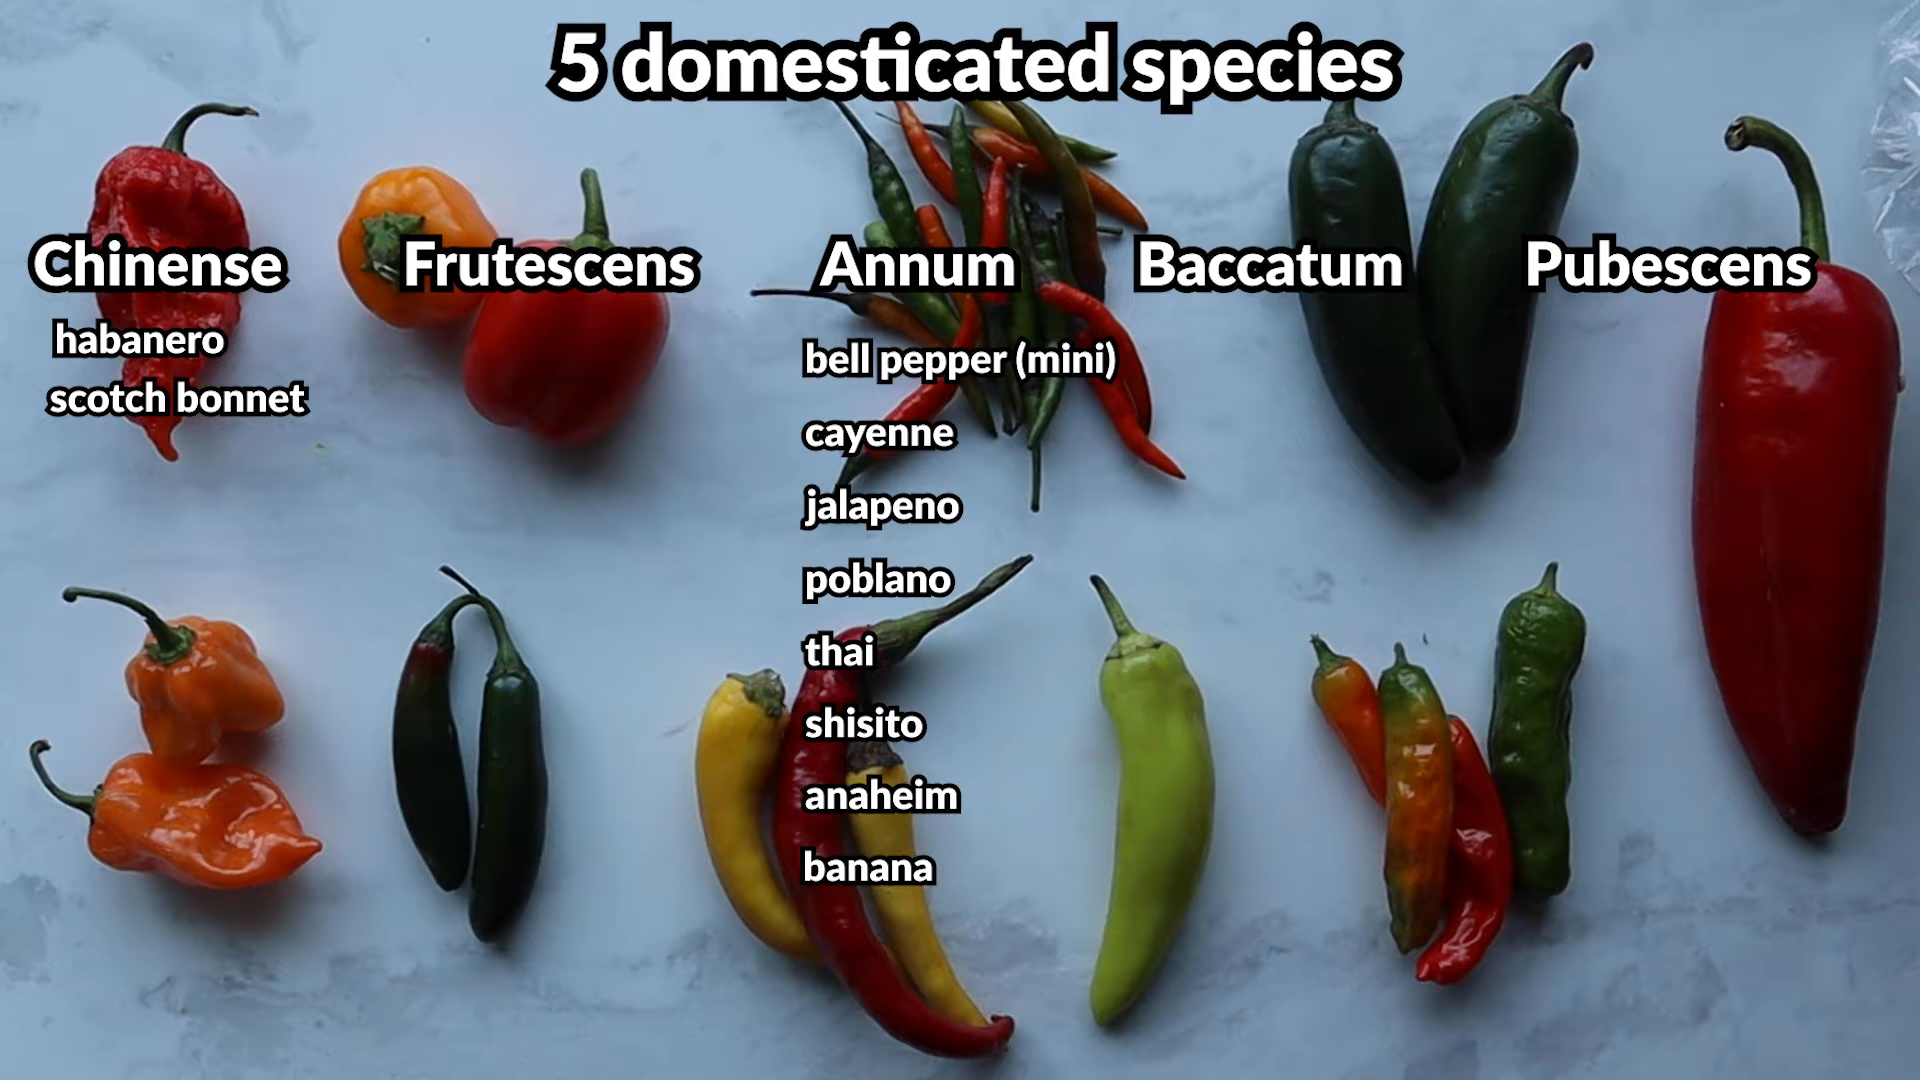 5 domesticated species
Chinense
habanero
scotch bonnet
Frutescens
Annum
bell pepper (mini)
cayenne
jalapeno
poblano
thai
shisito
anaheim
banana
Baccatum
Pubescens